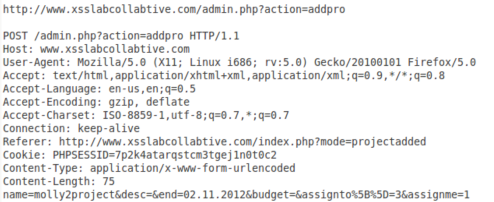 http://www.xsslabcollabtive.com/admin.php?action=addpro
POST /admin.php?action=addpro HTTP/1.1
Host: www.xsslabcollabtive.com
User-Agent: Mozilla/5.0 (X11; Linux i686; rv:5.0) Gecko/20100101 Firefox/5.0
Accept: text/html,application/xhtml+xml,application/xml;q=0.9,*/*;q=0.8
Accept-Language: en-us,en;q=0.5
Accept-Encoding: gzip, deflate
Accept-Charset: ISO-8859-1,utf-8;q=0.7,*;q=0.7
Connection: keep-alive
Referer: http://www.xsslabcollabtive.com/index.php?mode=projectadded
Cookie: PHPSESSID=7p2k4atarqstcm3tgej1n0t0c2
Content-Type: application/x-www-form-urlencoded
Content-Length: 75
name=molly2project&desc=&end=02.11.2012&budget=&assignto%5B%5D=3&assignme=1